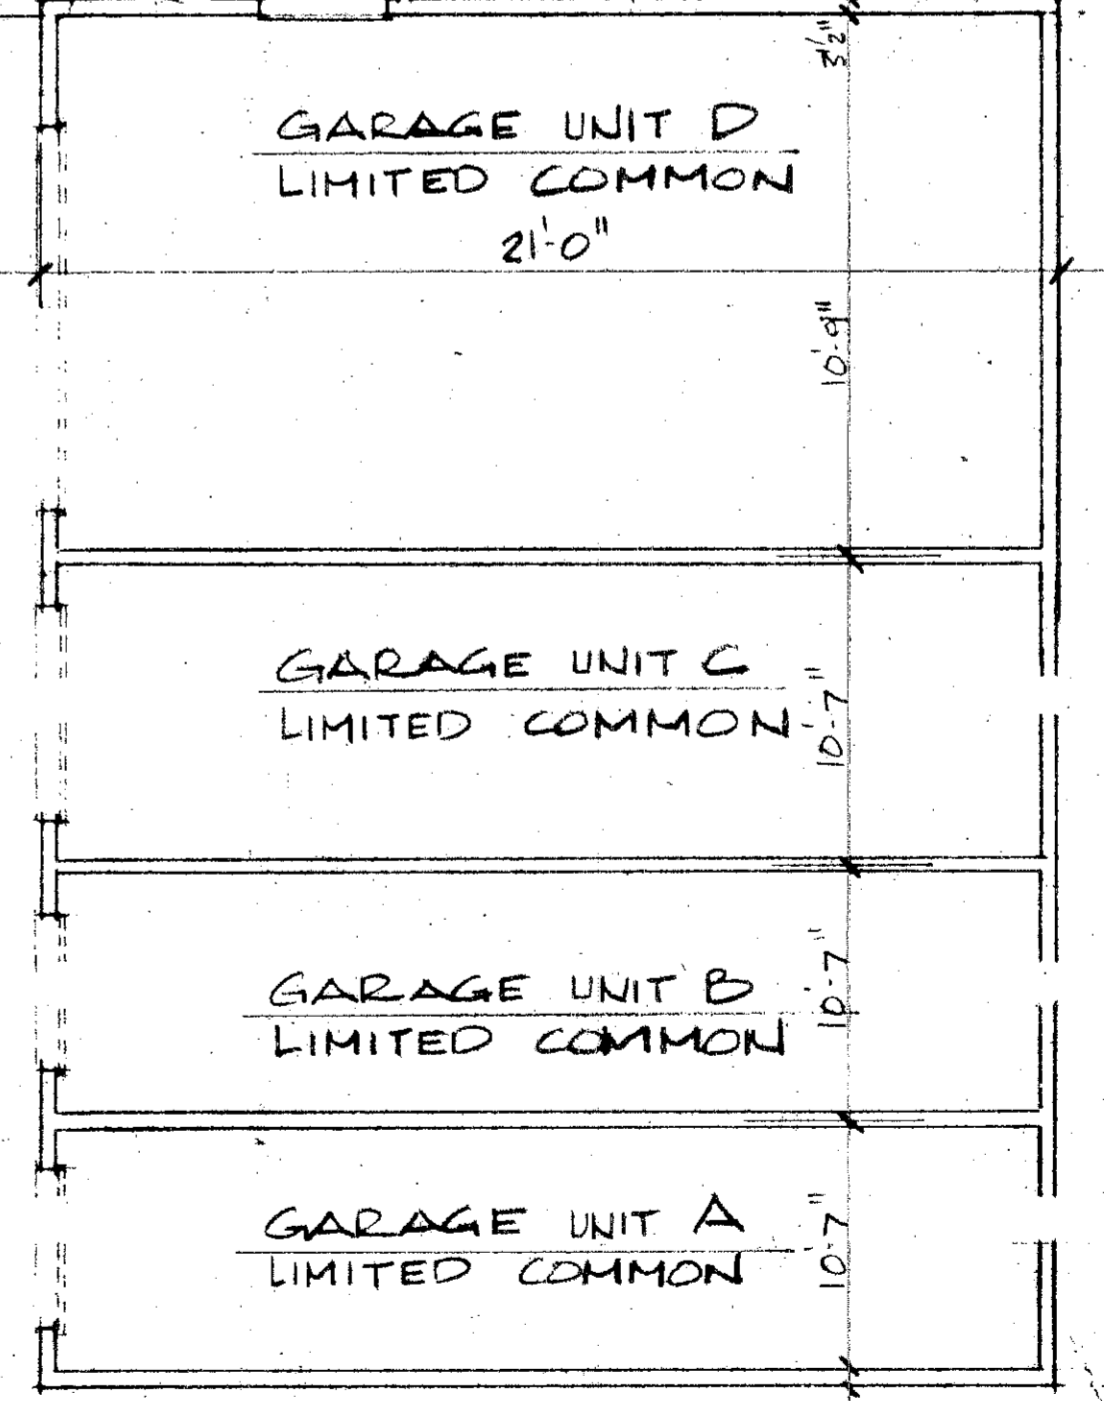 3½"
GARAGE UNIT D
LIMITED COMMON
21'-0"
10'-9"
GARAGE UNIT C
LIMITED COMMON
10'-7"
GARAGE UNIT B
LIMITED COMMON
10'-7"
GARAGE UNIT A
LIMITED COMMON
10'-7"